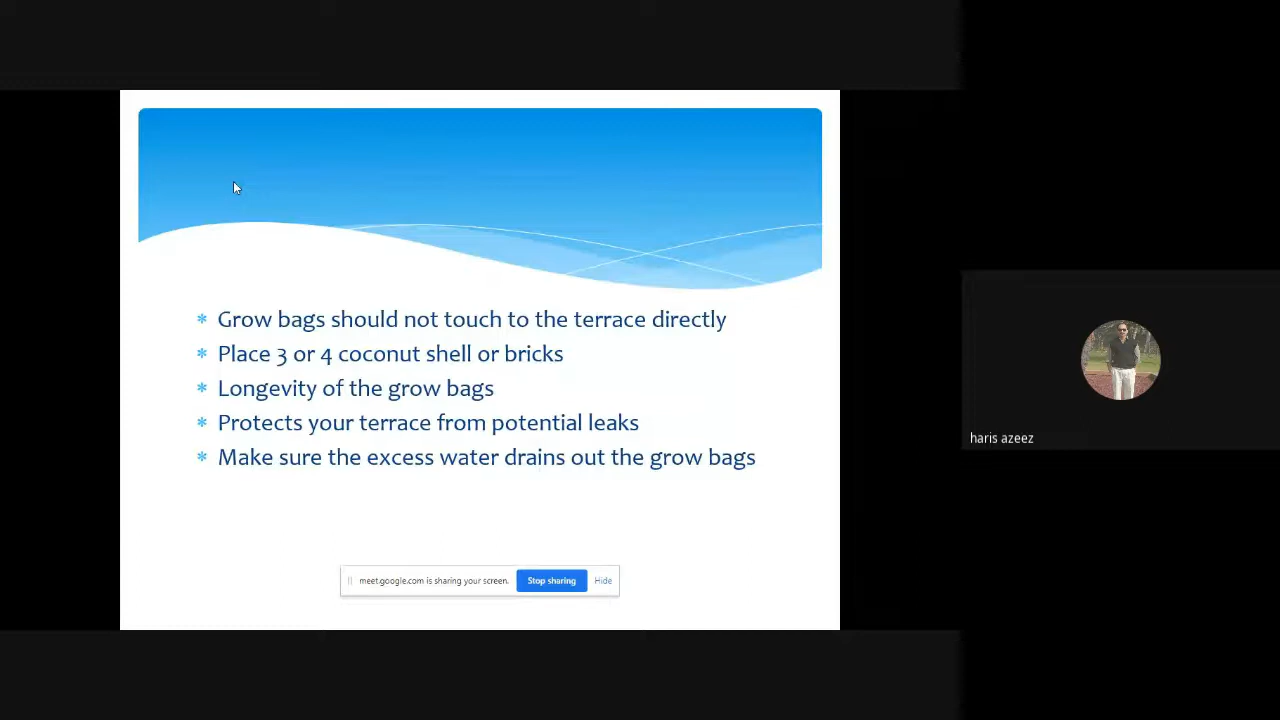 Grow bags should not touch to the terrace directly
Place 3 or 4 coconut shell or bricks
Longevity of the grow bags
Protects your terrace from potential leaks
Make sure the excess water drains out the grow bags
meet.google.com is sharing your screen. Stop sharing Hide
haris azeez